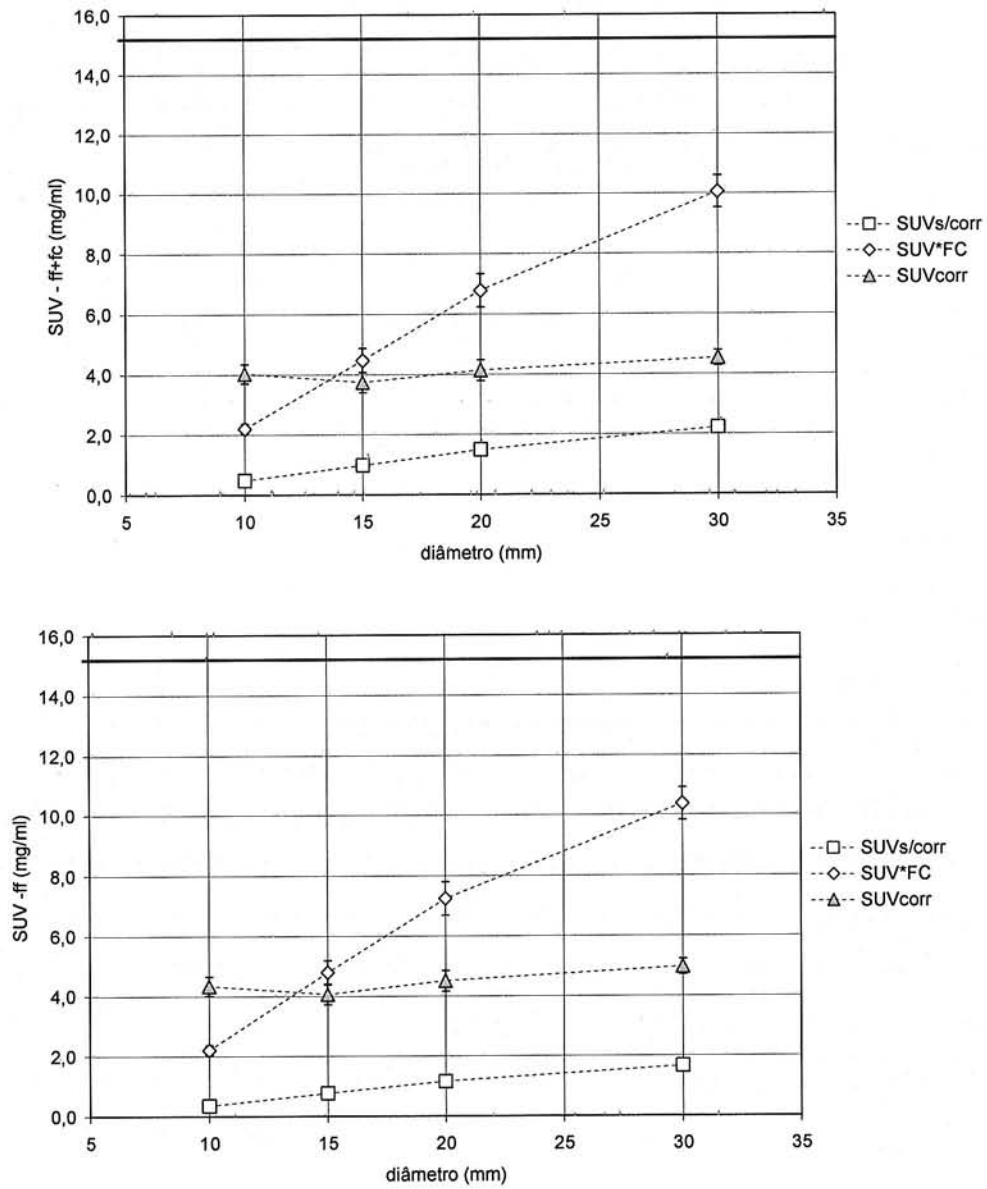 16,0
14,0
12,0
10,0
8,0
6,0
4,0
2,0
0,0
SUV - ff+fc (mg/ml)
5 10 15 20 25 30 35
diâmetro (mm)
SUVs/corr
SUV*FC
SUVcorr
16,0
14,0
12,0
10,0
8,0
6,0
4,0
2,0
0,0
SUV -ff (mg/ml)
5 10 15 20 25 30 35
diâmetro (mm)
SUVs/corr
SUV*FC
SUVcorr